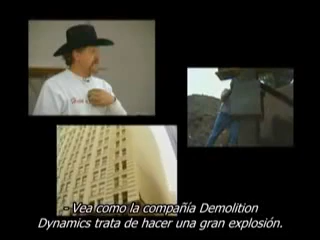 - Vea como la compañía Demolition
Dynamics trata de hacer una gran explosión.